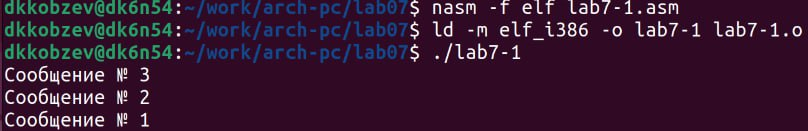 dkkobzev@dk6n54:~/work/arch-pc/lab07$ nasm -f elf lab7-1.asm
dkkobzev@dk6n54:~/work/arch-pc/lab07$ ld -m elf_i386 -o lab7-1 lab7-1.o
dkkobzev@dk6n54:~/work/arch-pc/lab07$ ./lab7-1
Сообщение № 3
Сообщение № 2
Сообщение № 1